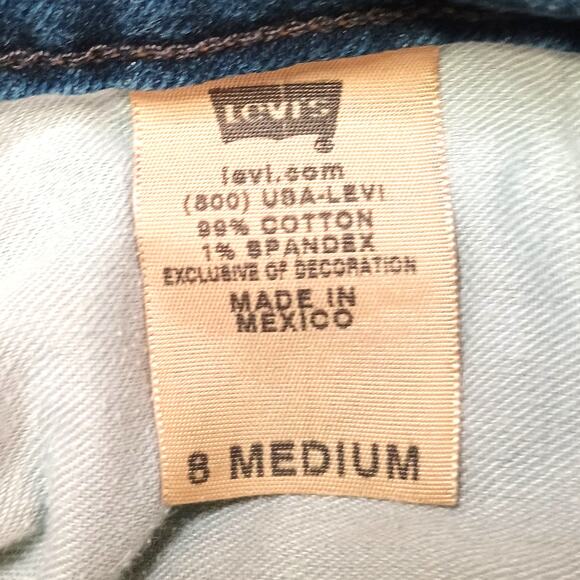 Levi's
levi.com
(800) USA-LEVI
99% COTTON
1% SPANDEX
EXCLUSIVE OF DECORATION
MADE IN
MEXICO
8 MEDIUM